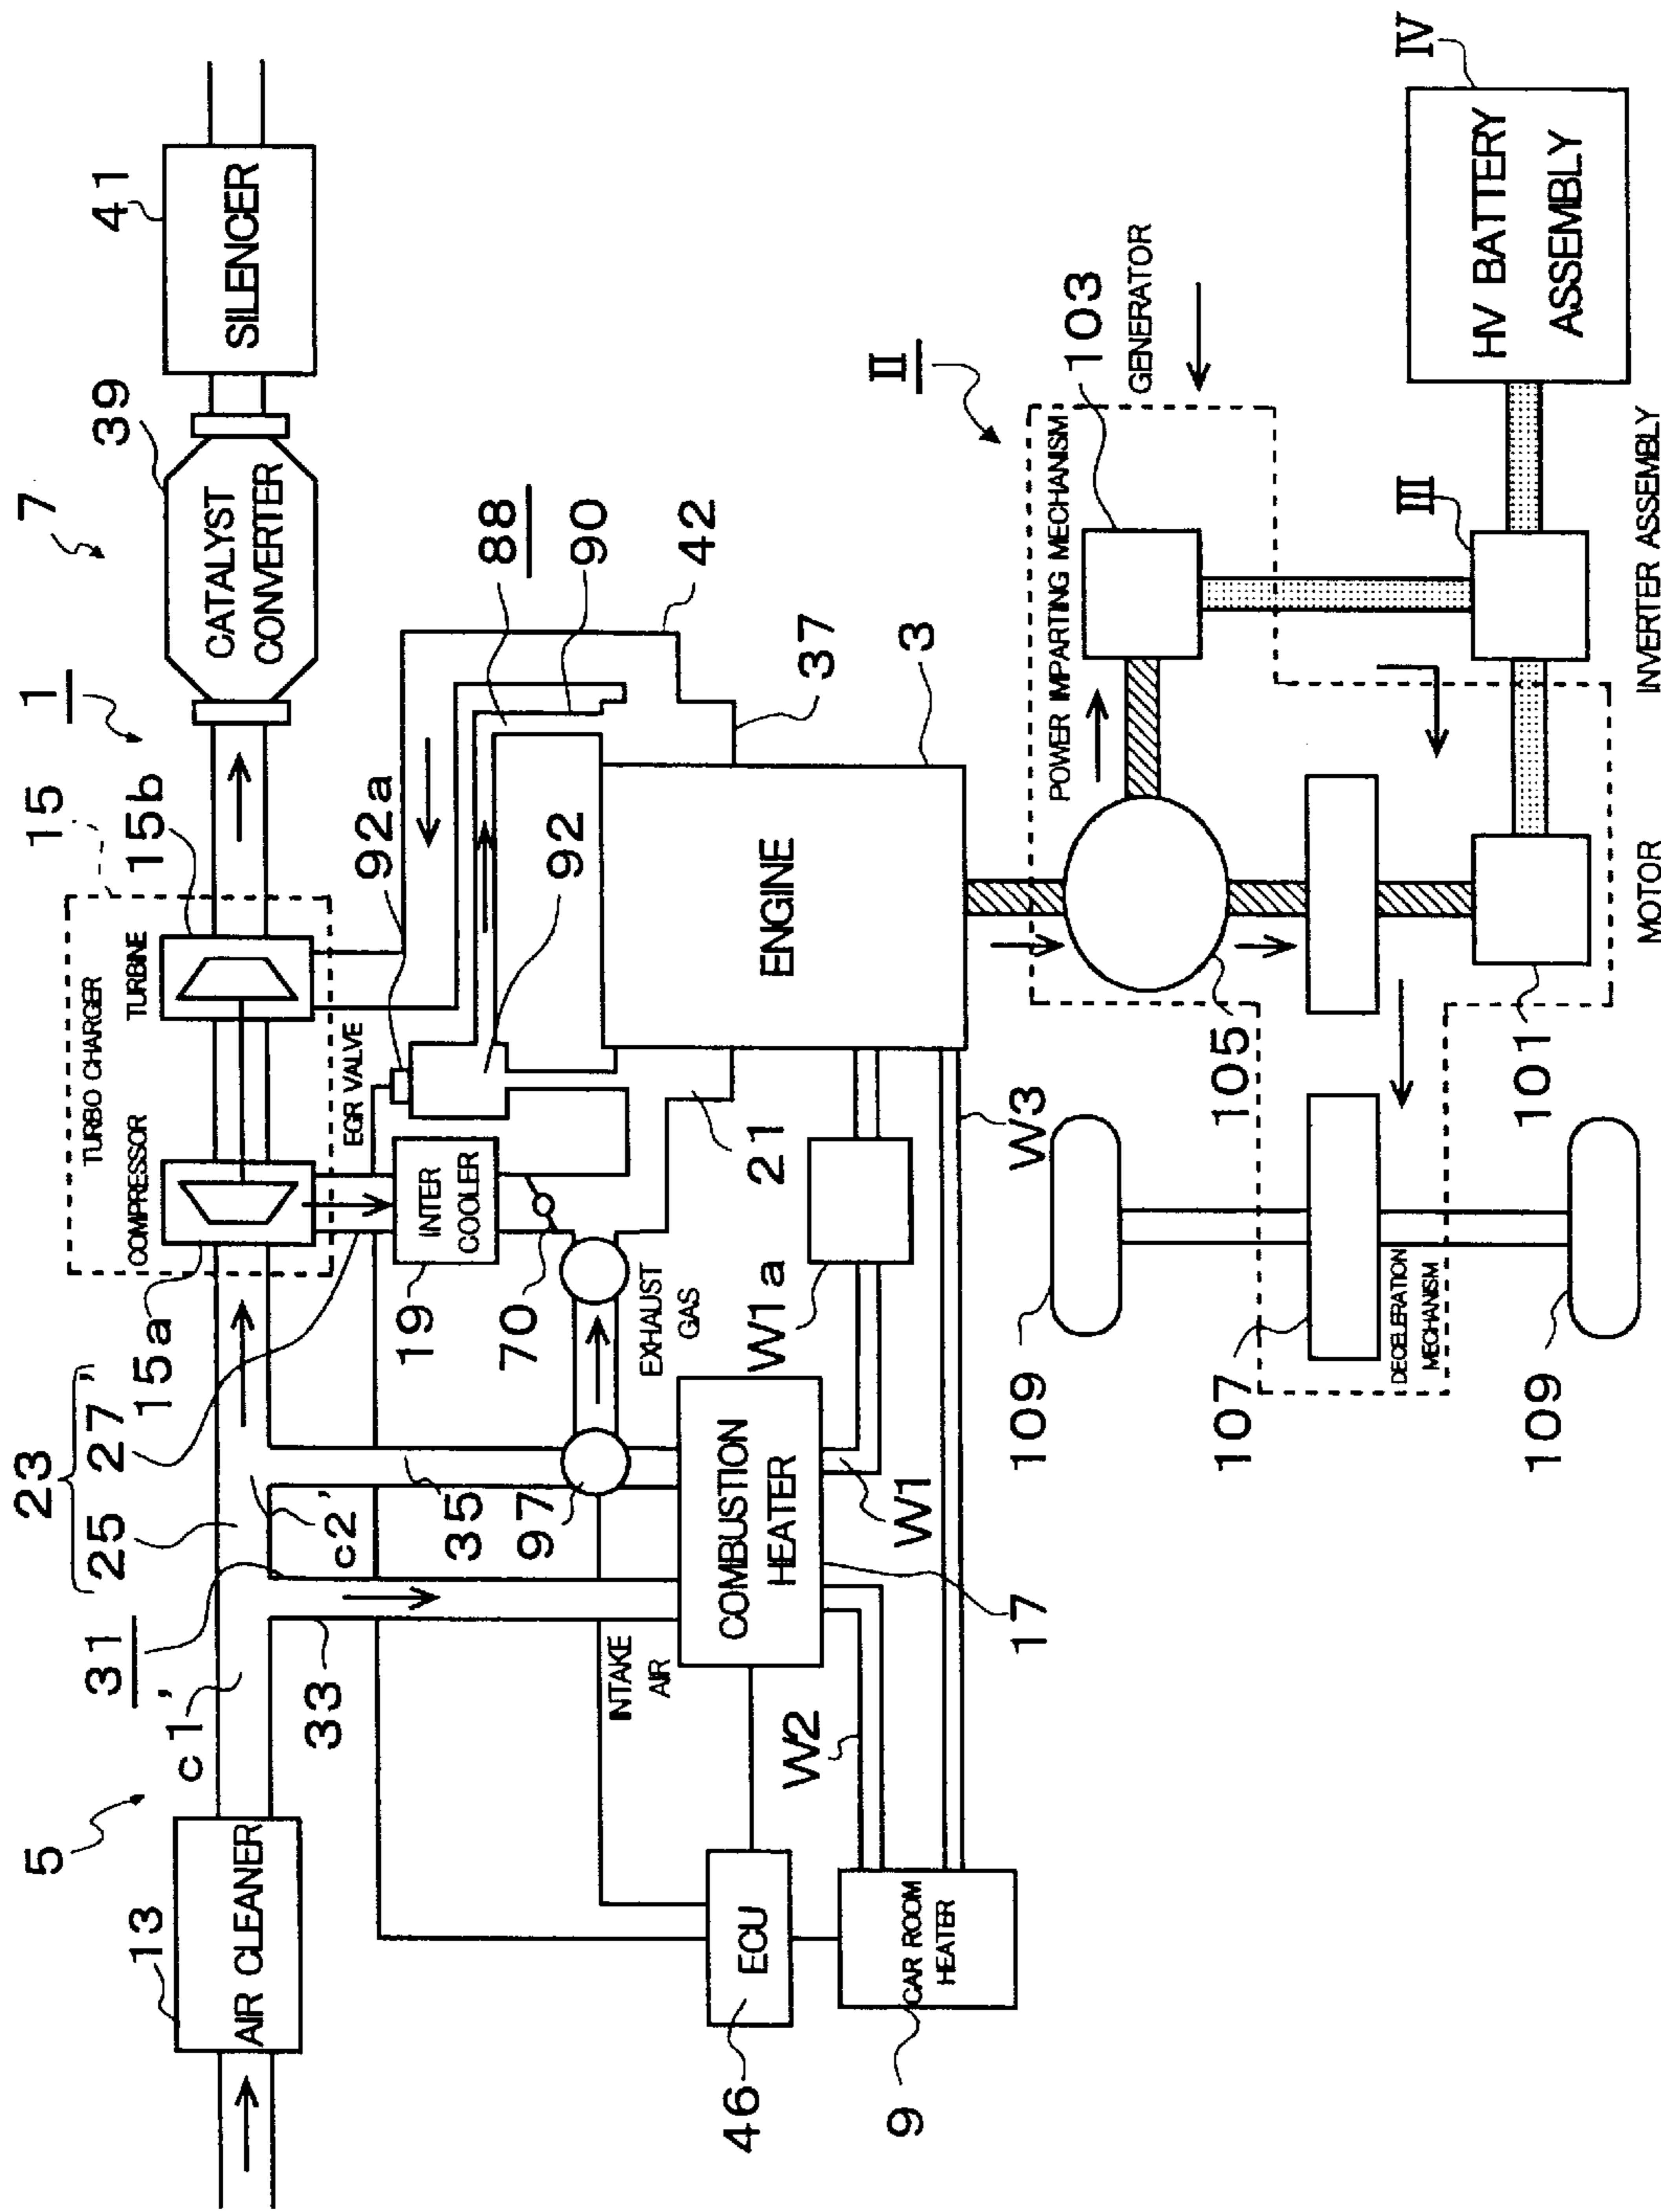 5
13
AIR CLEANER
c1'
31
23
25
27'
15a
COMPRESSOR
TURBO CHARGER
TURBINE
15
15b
1
7
39
CATALYST
CONVERTER
41
SILENCER
33
c2'
35
97
19
INTER
COOLER
70
EGR VALVE
92a
92
88
90
42
37
3
INTAKE
AIR
EXHAUST
GAS
COMBUSTION
HEATER
17
W1
W1a
21
ENGINE
46
ECU
W2
9
CAR ROOM
HEATER
W3
II
POWER IMPARTING MECHANISM
103
GENERATOR
105
109
107
DECELERATION
MECHANISM
109
101
MOTOR
III
INVERTER ASSEMBLY
IV
HV BATTERY
ASSEMBLY